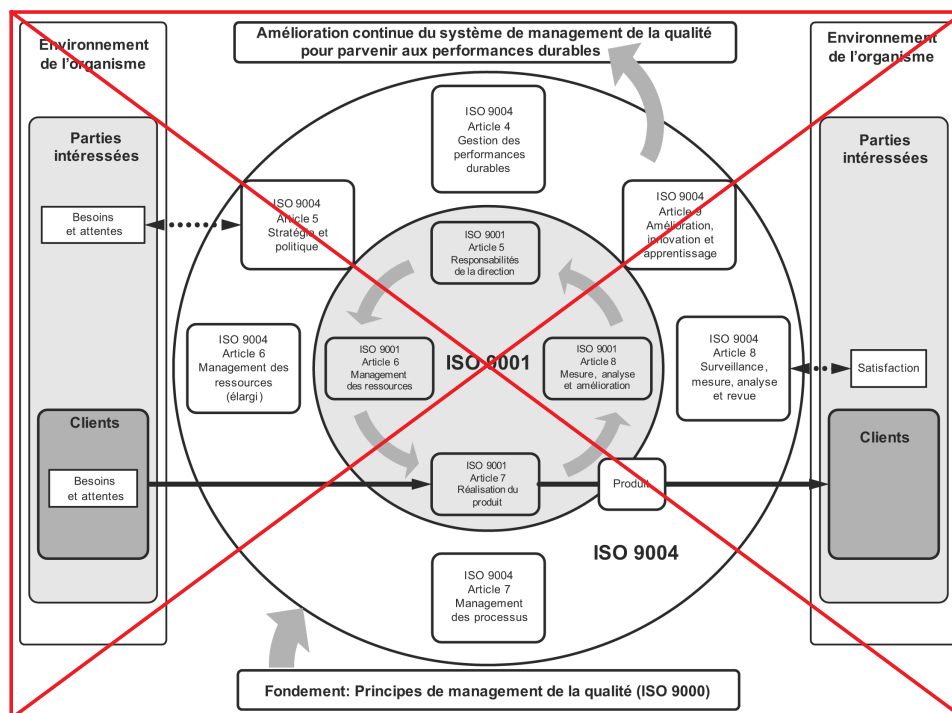 Environnement
de l'organisme
Amélioration continue du système de management de la qualité
pour parvenir aux performances durables
Environnement
de l'organisme
Parties
intéressées
Besoins
et attentes
Clients
Besoins
et attentes
ISO 9004
Article 4
Gestion des
performances
durables
ISO 9004
Article 5
Stratégie et
politique
ISO 9004
Article 9
Amélioration,
innovation et
apprentissage
ISO 9001
Article 5
Responsabilités
de la direction
ISO 9004
Article 6
Management des
ressources
(élargi)
ISO 9001
Article 6
Management
des ressources
ISO 9001
ISO 9001
Article 8
Mesure, analyse
et amélioration
ISO 9004
Article 8
Surveillance,
mesure, analyse
et revue
ISO 9001
Article 7
Réalisation du
produit
Produit
ISO 9004
ISO 9004
Article 7
Management
des processus
Parties
intéressées
Satisfaction
Clients
Fondement: Principes de management de la qualité (ISO 9000)